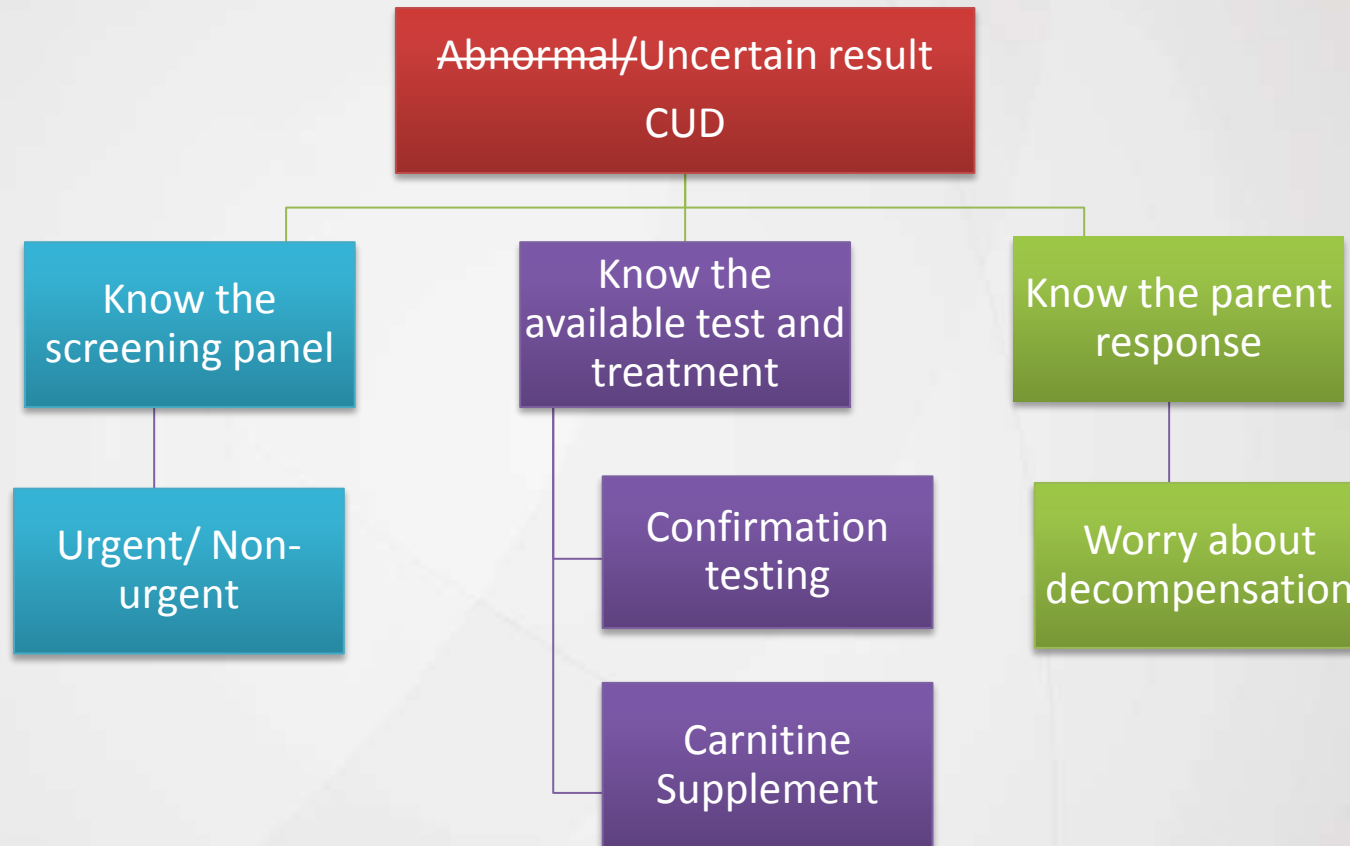 Abnormal/Uncertain result
CUD
Know the
screening panel
Urgent/ Non-
urgent
Know the
available test and
treatment
Confirmation
testing
Carnitine
Supplement
Know the parent
response
Worry about
decompensation